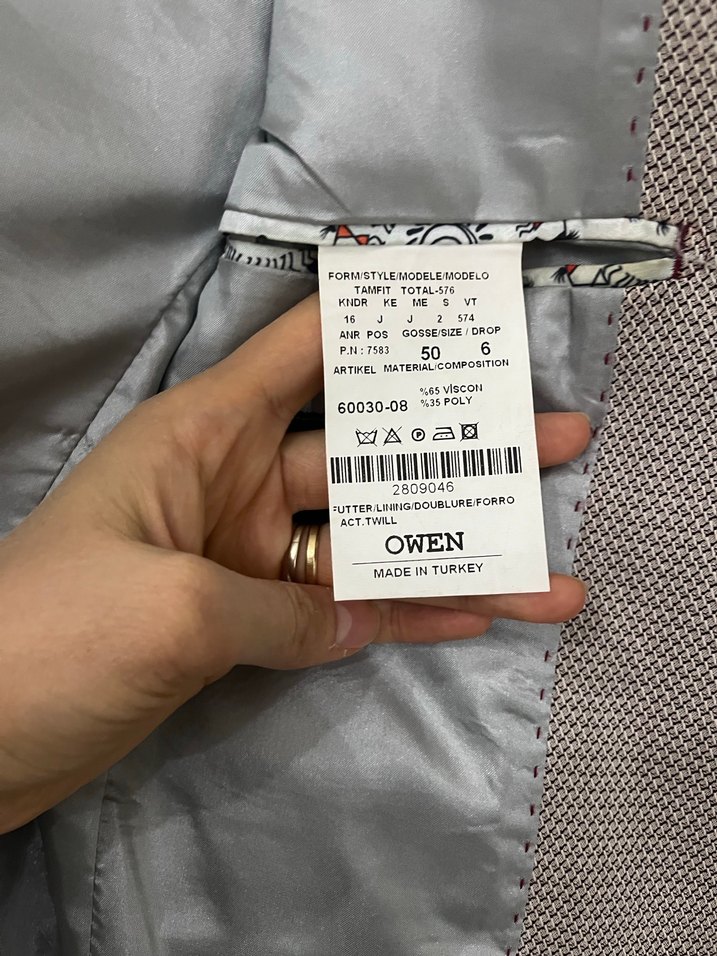 FORM/STYLE/MODELE/MODELO
TAMFIT TOTAL-576
KNDR KE ME S VT
16 J J 2 574
ANR POS GÖSSE/SIZE / DROP
P.N : 7583 50 6
ARTIKEL MATERIAL/COMPOSITION
%65 VİSCON
60030-08 %35 POLY
2809046
FUTTER/LINING/DOUBLURE/FORRO
ACT.TWILL
OWEN
MADE IN TURKEY